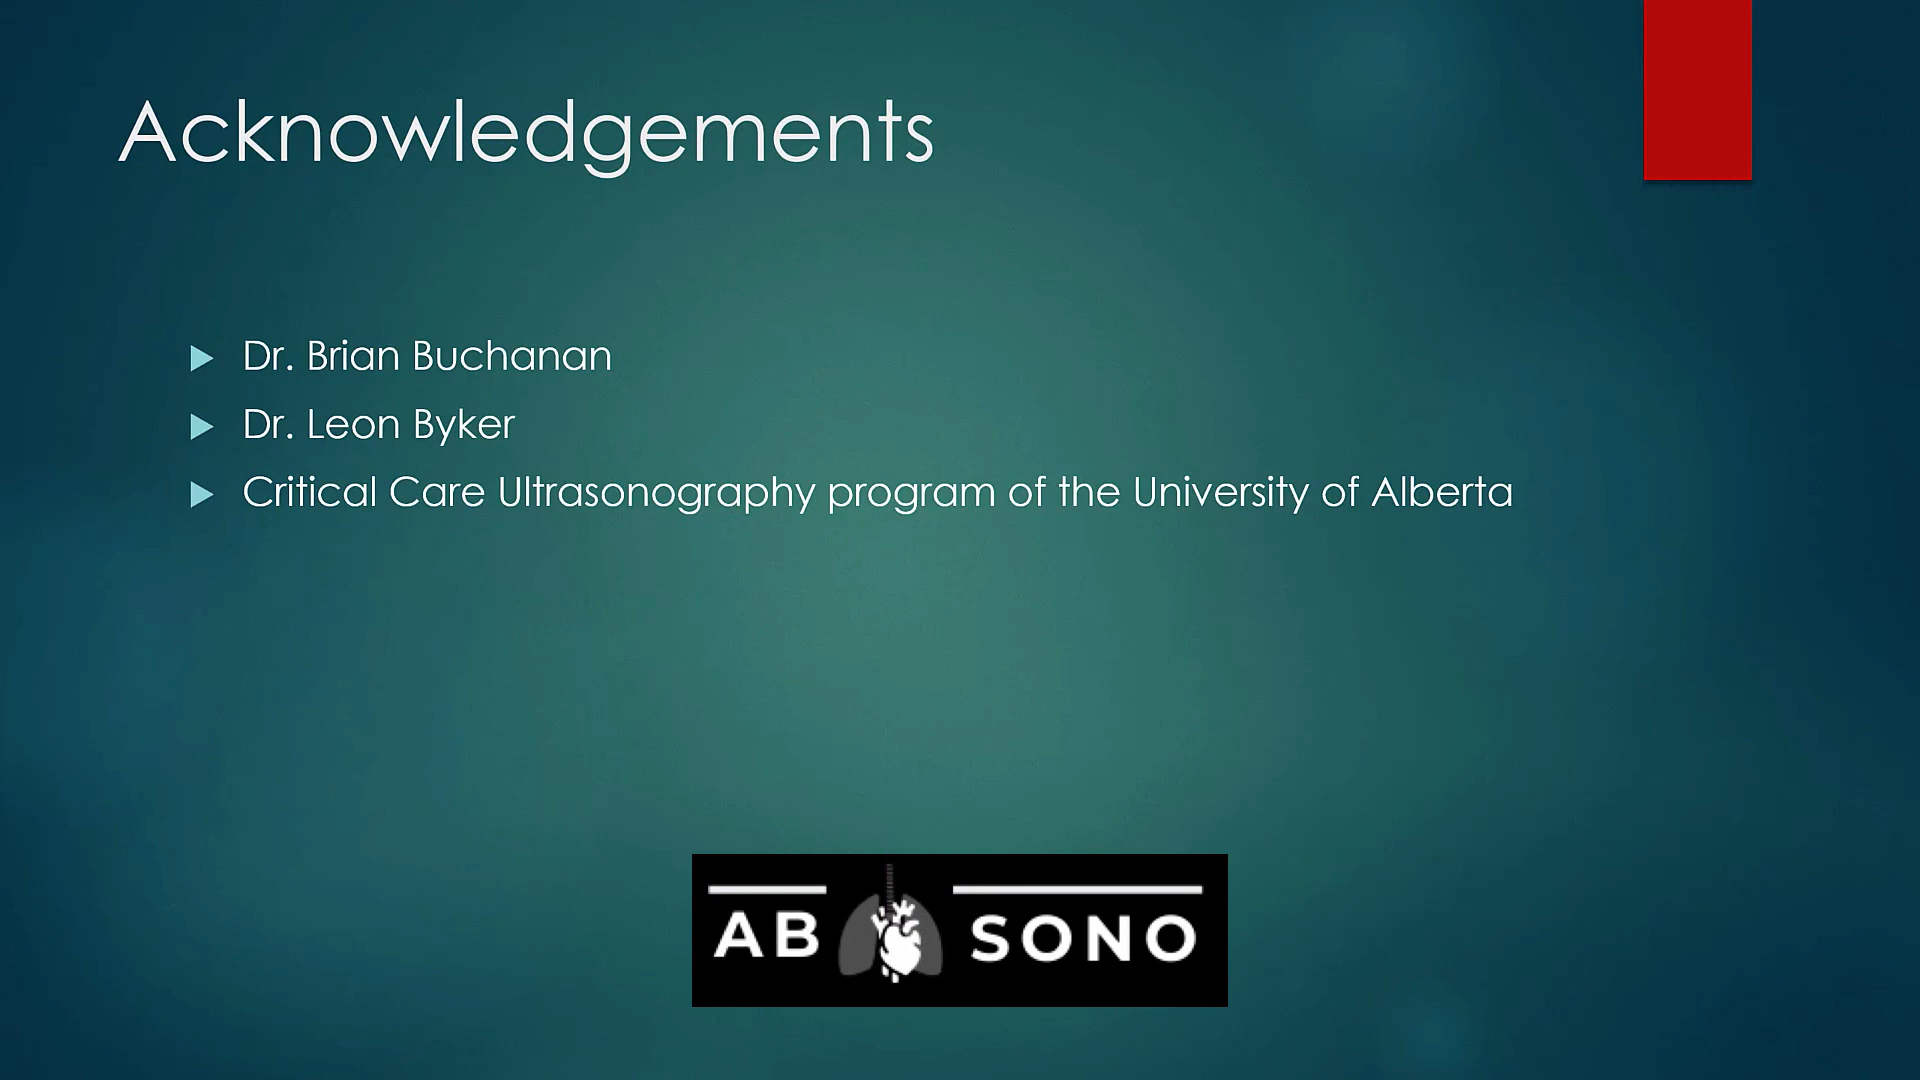 Acknowledgements
Dr. Brian Buchanan
Dr. Leon Byker
Critical Care Ultrasonography program of the University of Alberta
AB SONO